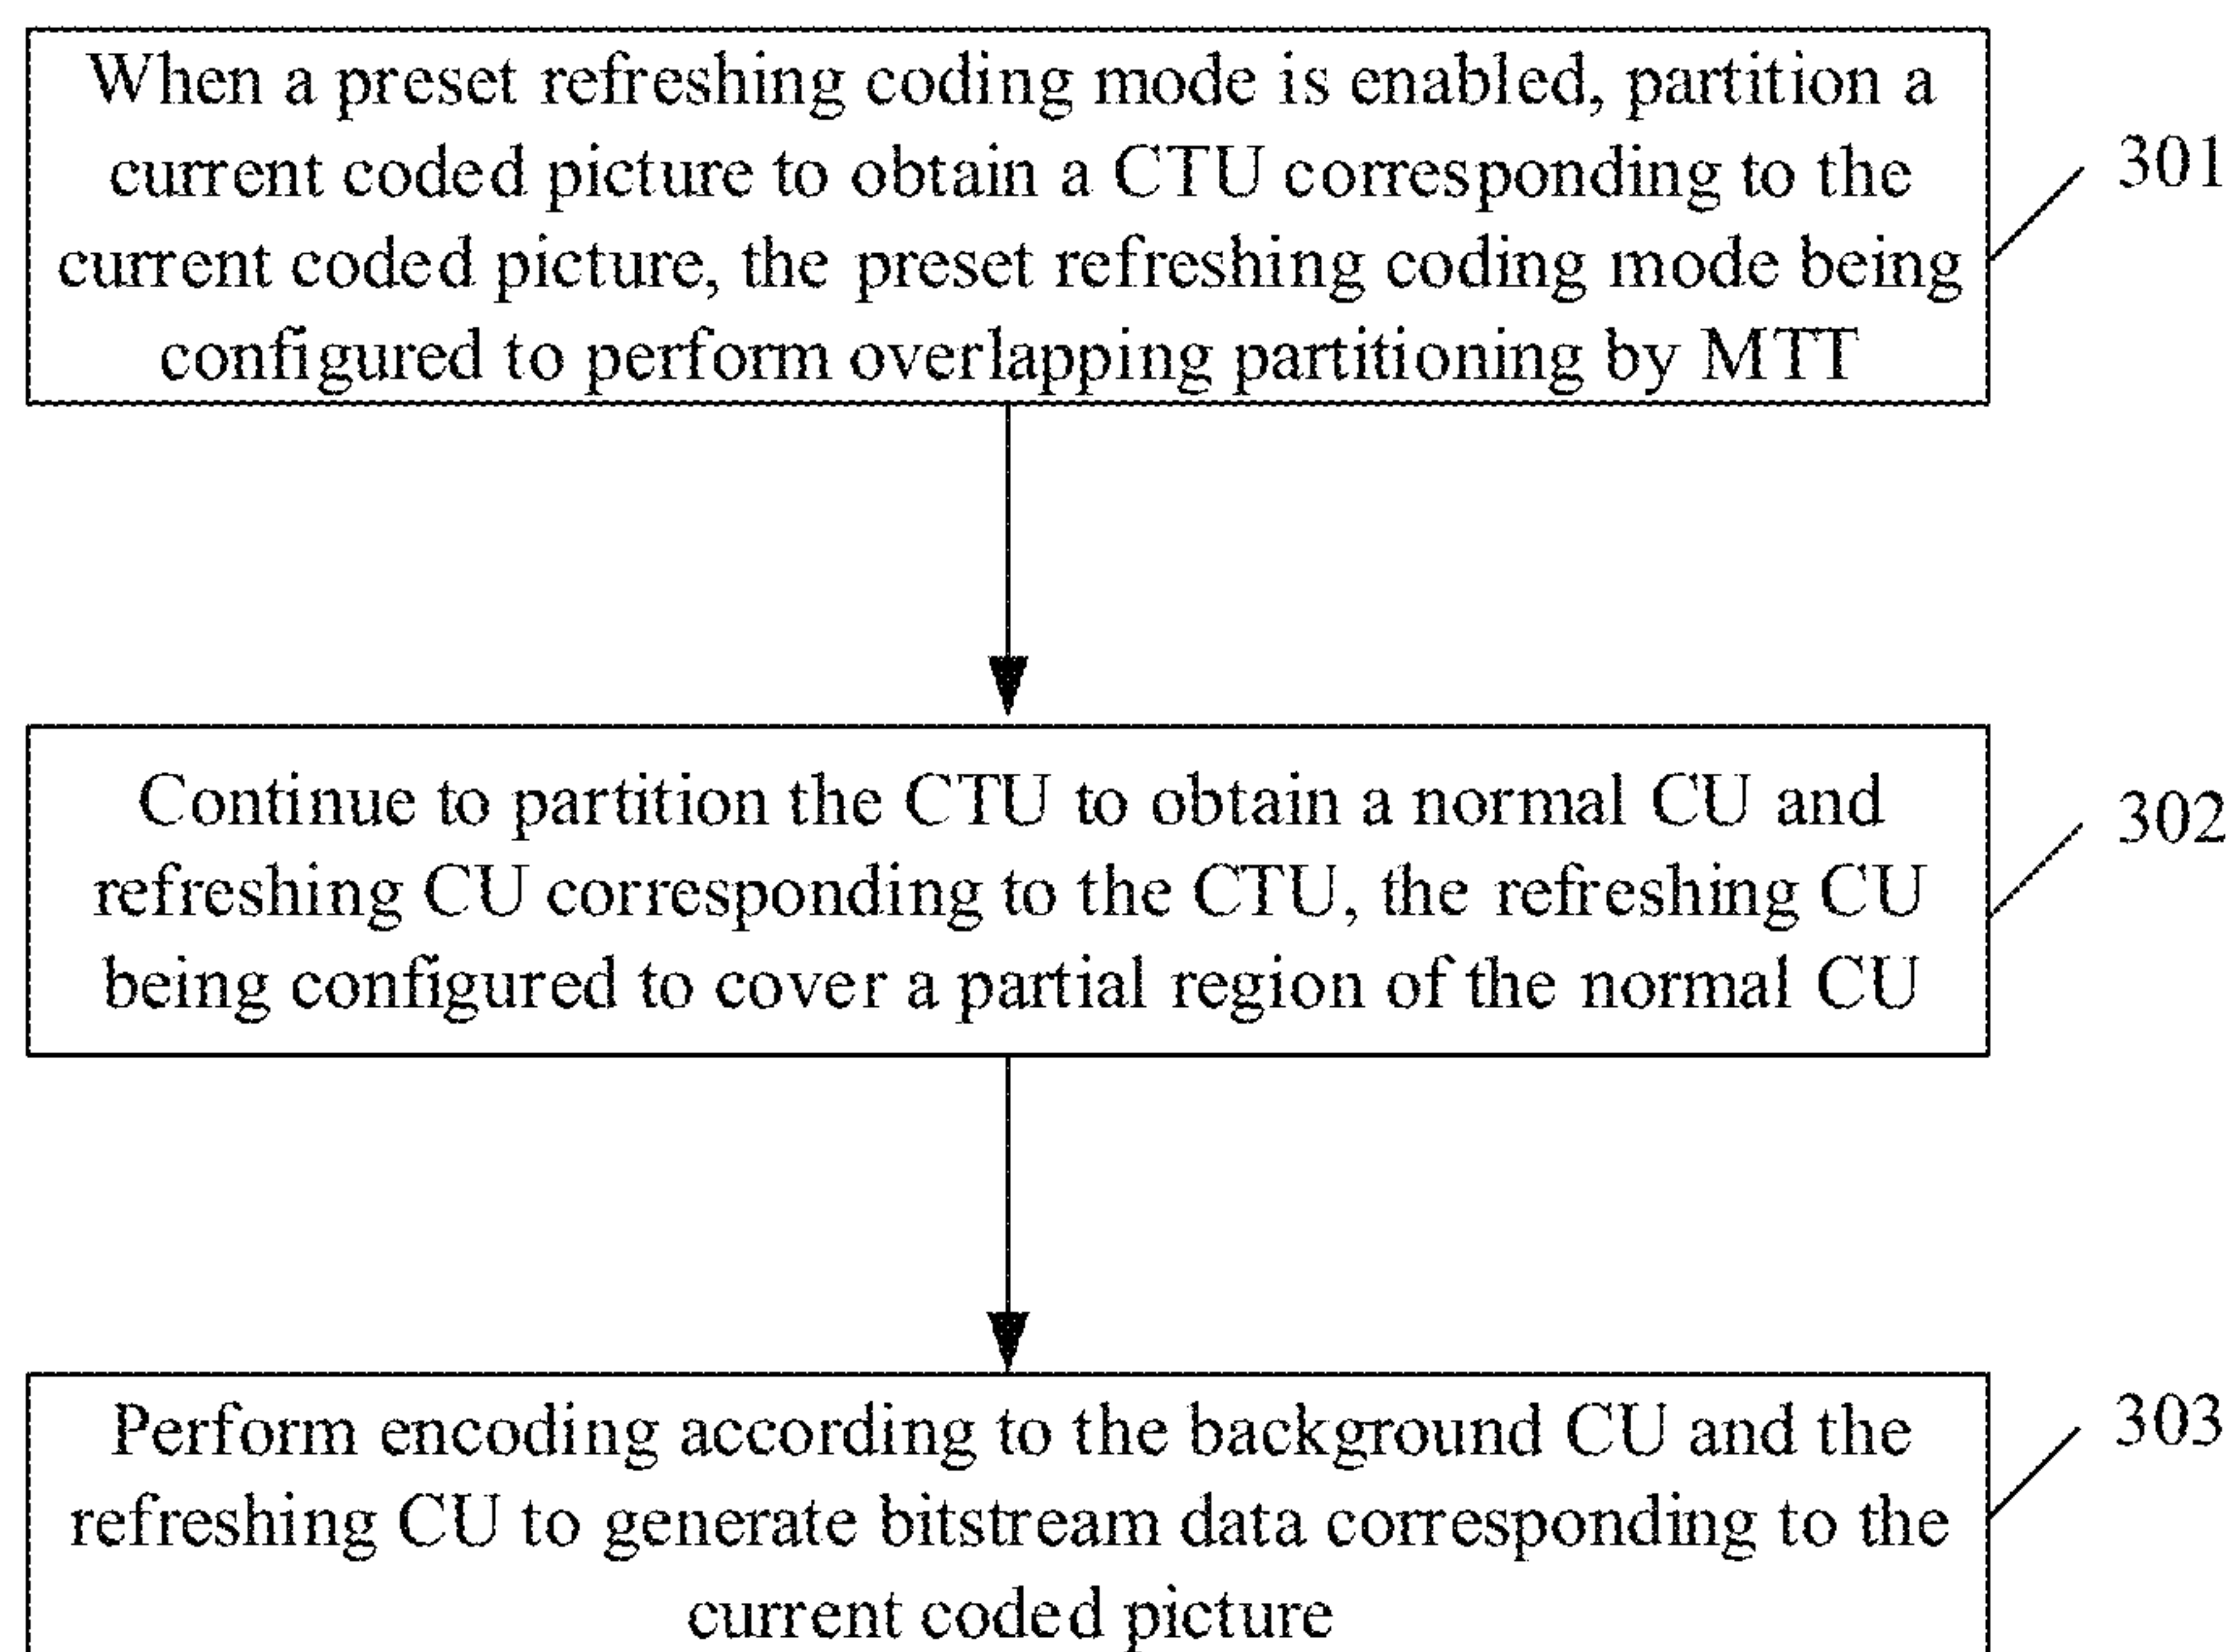 When a preset refreshing coding mode is enabled, partition a
current coded picture to obtain a CTU corresponding to the
current coded picture, the preset refreshing coding mode being
configured to perform overlapping partitioning by MTT
301
Continue to partition the CTU to obtain a normal CU and
refreshing CU corresponding to the CTU, the refreshing CU
being configured to cover a partial region of the normal CU
302
Perform encoding according to the background CU and the
refreshing CU to generate bitstream data corresponding to the
current coded picture
303